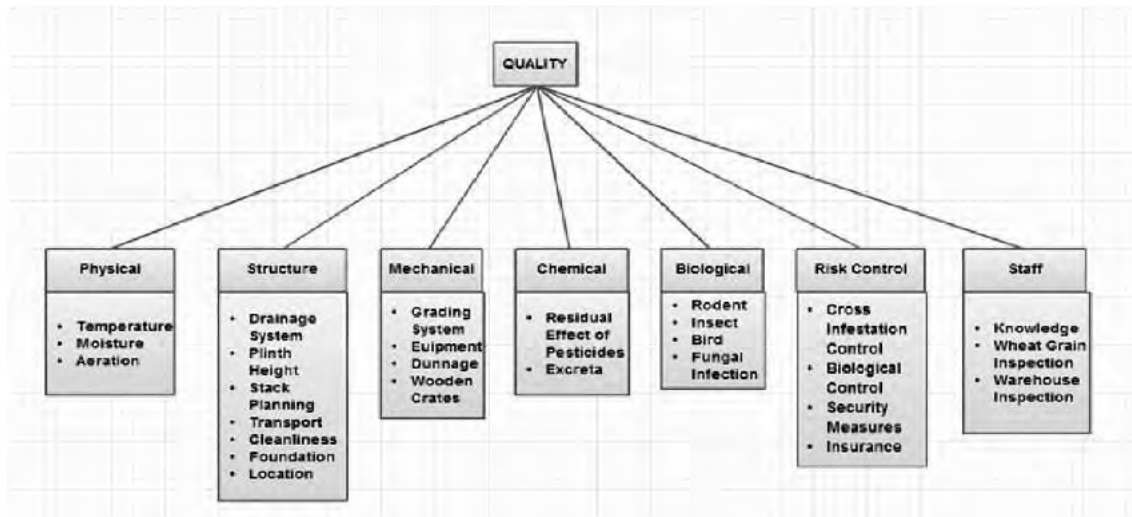 QUALITY
Physical
• Temperature
• Moisture
• Aeration
Structure
• Drainage
System
• Plinth
Height
• Stack
Planning
• Transport
• Cleanliness
• Foundation
• Location
Mechanical
• Grading
System
• Euipment
• Dunnage
• Wooden
Crates
Chemical
• Residual
Effect of
Pesticides
• Excreta
Biological
• Rodent
• Insect
• Bird
• Fungal
Infection
Risk Control
• Cross
Infestation
Control
• Biological
Control
• Security
Measures
• Insurance
Staff
• Knowledge
• Wheat Grain
Inspection
• Warehouse
Inspection